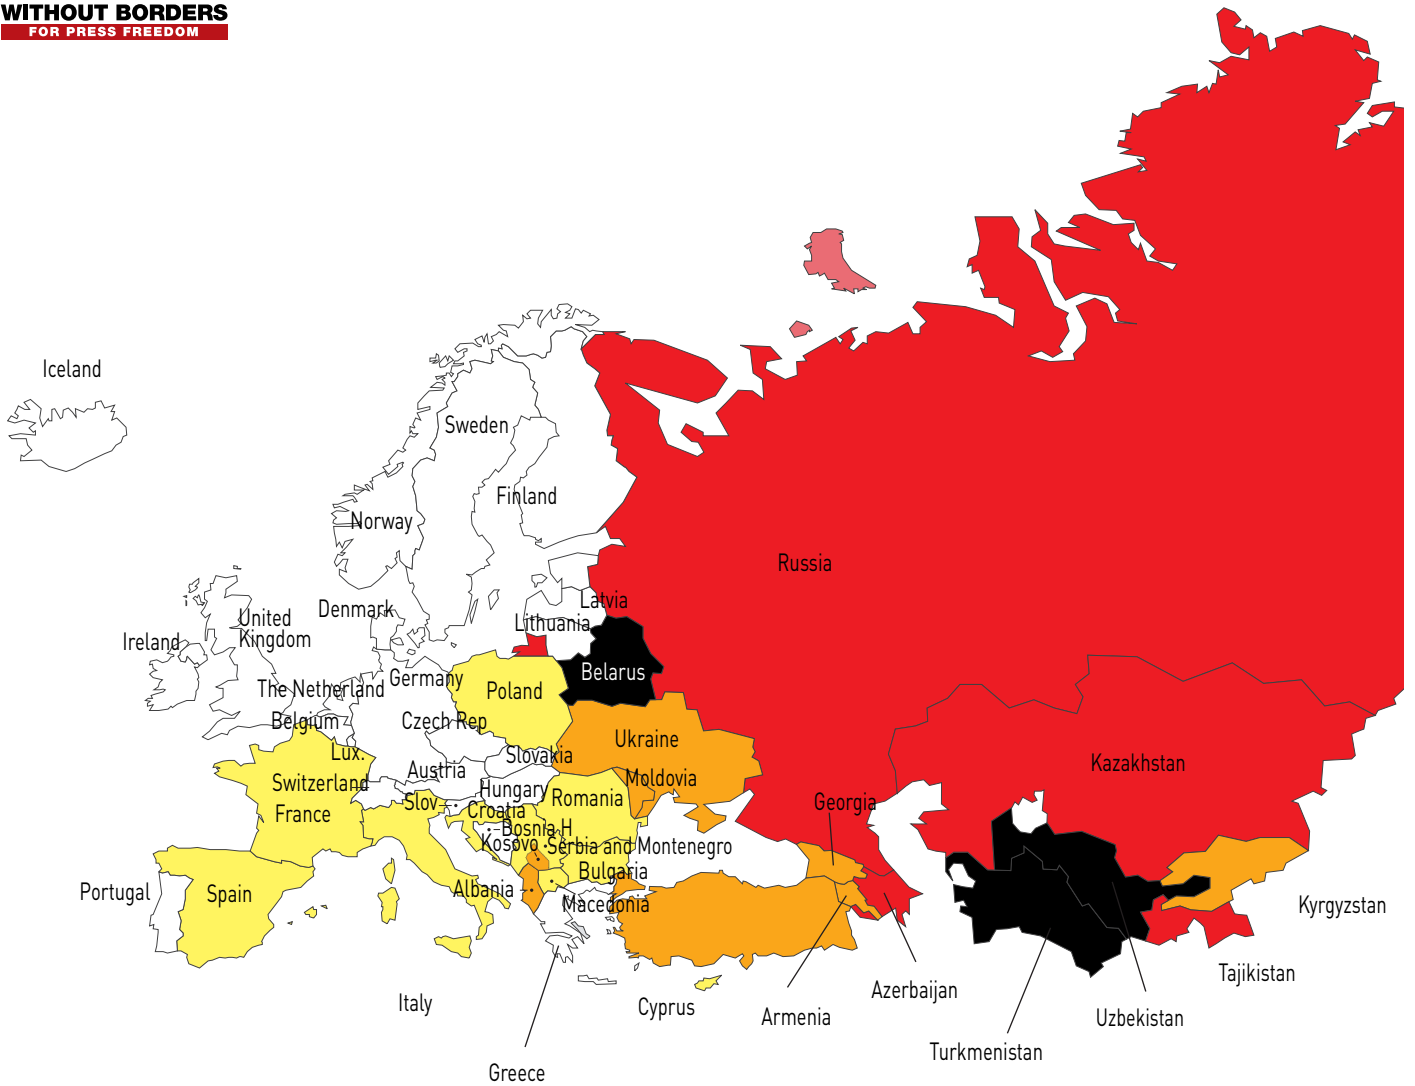 WITHOUT BORDERS
FOR PRESS FREEDOM
Iceland
Sweden
Finland
Norway
Russia
Latvia
Denmark
United
Kingdom
Lithuania
Ireland
Belarus
Germany
The Netherland
Poland
Belgium
Czech Rep
Ukraine
Lux.
Slovakia
Kazakhstan
Austria
Moldovia
Switzerland
Hungary
Romania
Slov
Georgia
Croatia
France
Bosnia H
Kosovo
Serbia and Montenegro
Bulgaria
Portugal
Spain
Albania
Macedonia
Kyrgyzstan
Tajikistan
Azerbaijan
Italy
Cyprus
Armenia
Uzbekistan
Turkmenistan
Greece